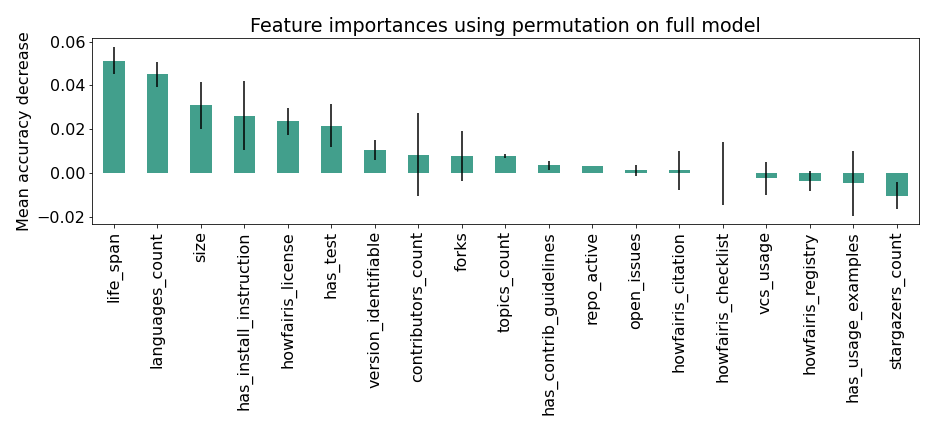 Feature importances using permutation on full model
Mean accuracy decrease
0.06
0.04
0.02
0.00
−0.02
life_span
languages_count
size
has_install_instruction
howfairis_license
has_test
version_identifiable
contributors_count
forks
topics_count
has_contrib_guidelines
repo_active
open_issues
howfairis_citation
howfairis_checklist
vcs_usage
howfairis_registry
has_usage_examples
stargazers_count